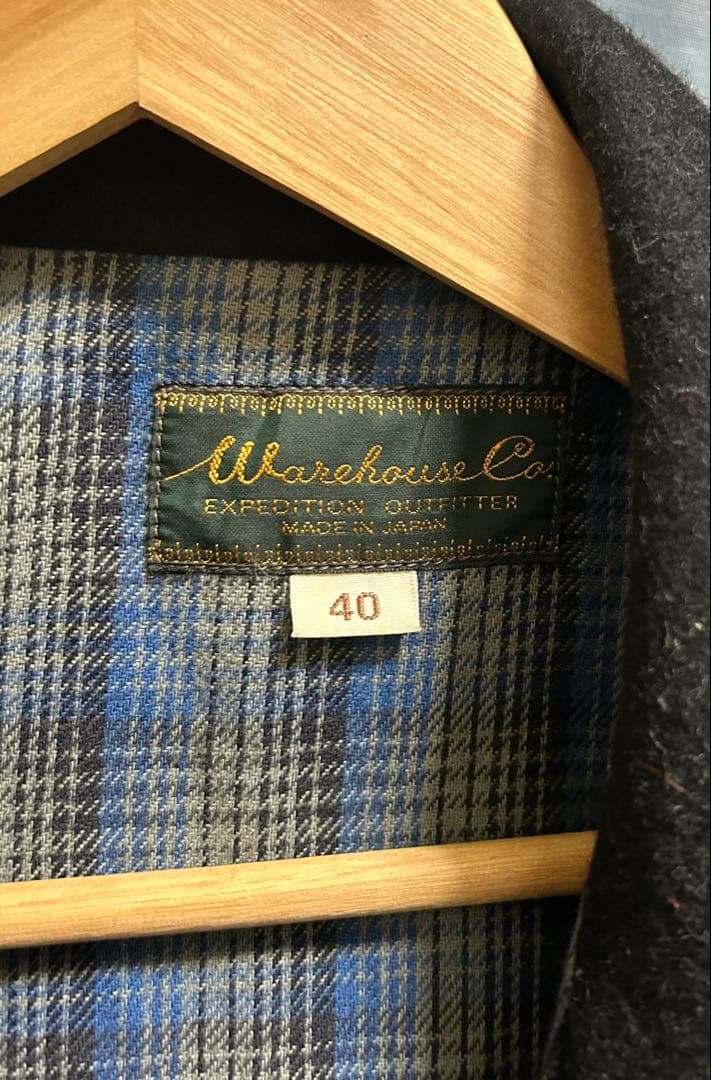 Warehouse Co.
EXPEDITION OUTFITTER
MADE IN JAPAN
40